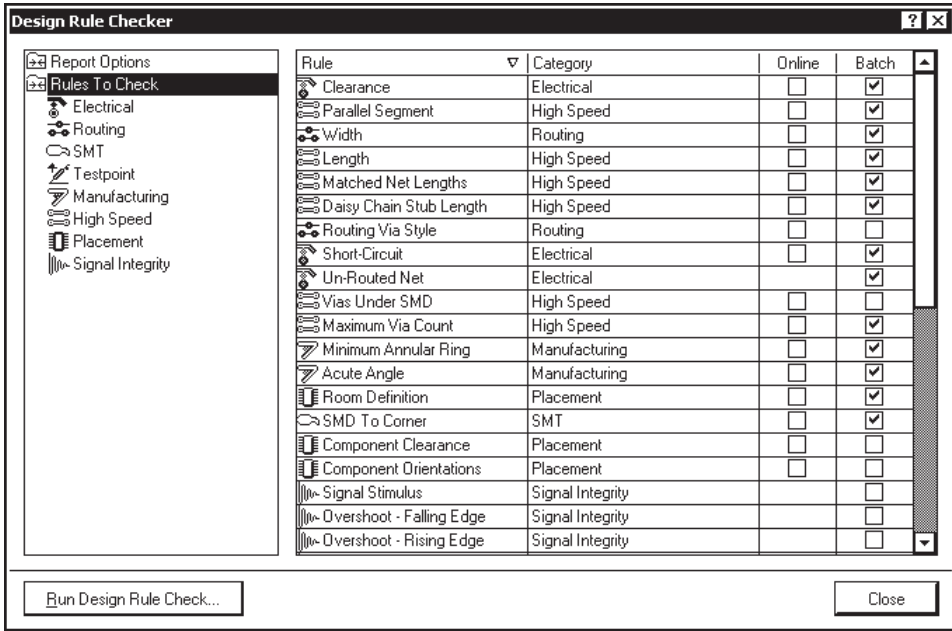 Design Rule Checker
Report Options
Rules To Check
Electrical
Routing
SMT
Testpoint
Manufacturing
High Speed
Placement
Signal Integrity
Rule Category Online Batch
Clearance Electrical
Parallel Segment High Speed
Width Routing
Length High Speed
Matched Net Lengths High Speed
Daisy Chain Stub Length High Speed
Routing Via Style Routing
Short-Circuit Electrical
Un-Routed Net Electrical
Vias Under SMD High Speed
Maximum Via Count High Speed
Minimum Annular Ring Manufacturing
Acute Angle Manufacturing
Room Definition Placement
SMD To Corner SMT
Component Clearance Placement
Component Orientations Placement
Signal Stimulus Signal Integrity
Overshoot - Falling Edge Signal Integrity
Overshoot - Rising Edge Signal Integrity
Run Design Rule Check... Close